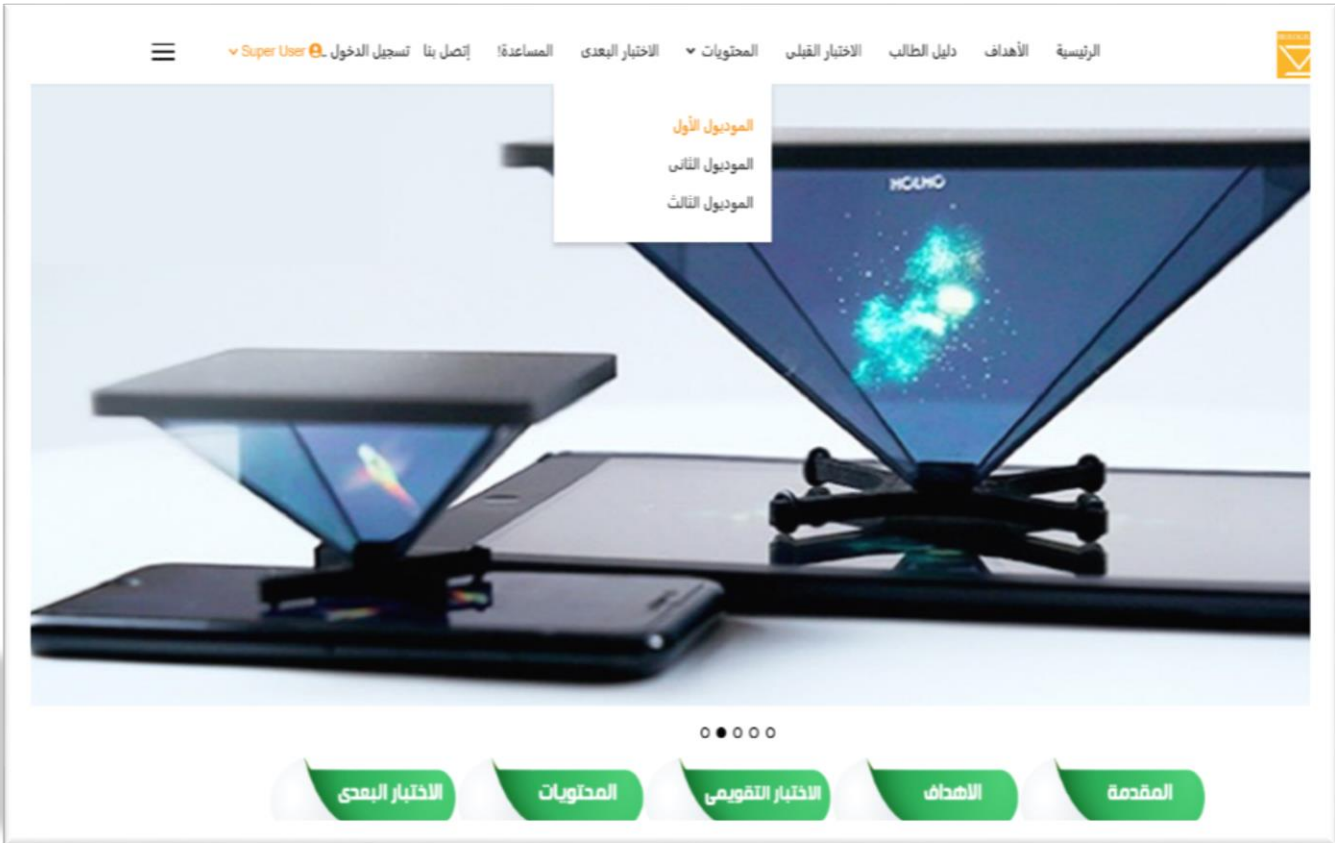 الرئيسية الأهداف دليل الطالب الاختبار القبلى المحتويات الاختبار البعدى المساعدة! إتصل بنا تسجيل الدخول Super User
الموديول الأول
الموديول الثانى
الموديول الثالث
HOLHO
المقدمة الاهداف الاختبار التقويمى المحتويات الاختبار البعدى